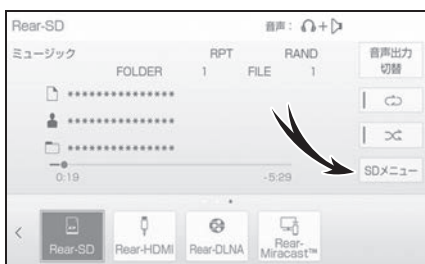 Rear-SD
音声：
ミュージック
RPT
RAND
音声出力
切替
FOLDER
1
FILE
1
***************
***************
***************
0:19
-5:29
SDメニュー
Rear-SD
Rear-HDMI
Rear-DLNA
Rear-
Miracast™